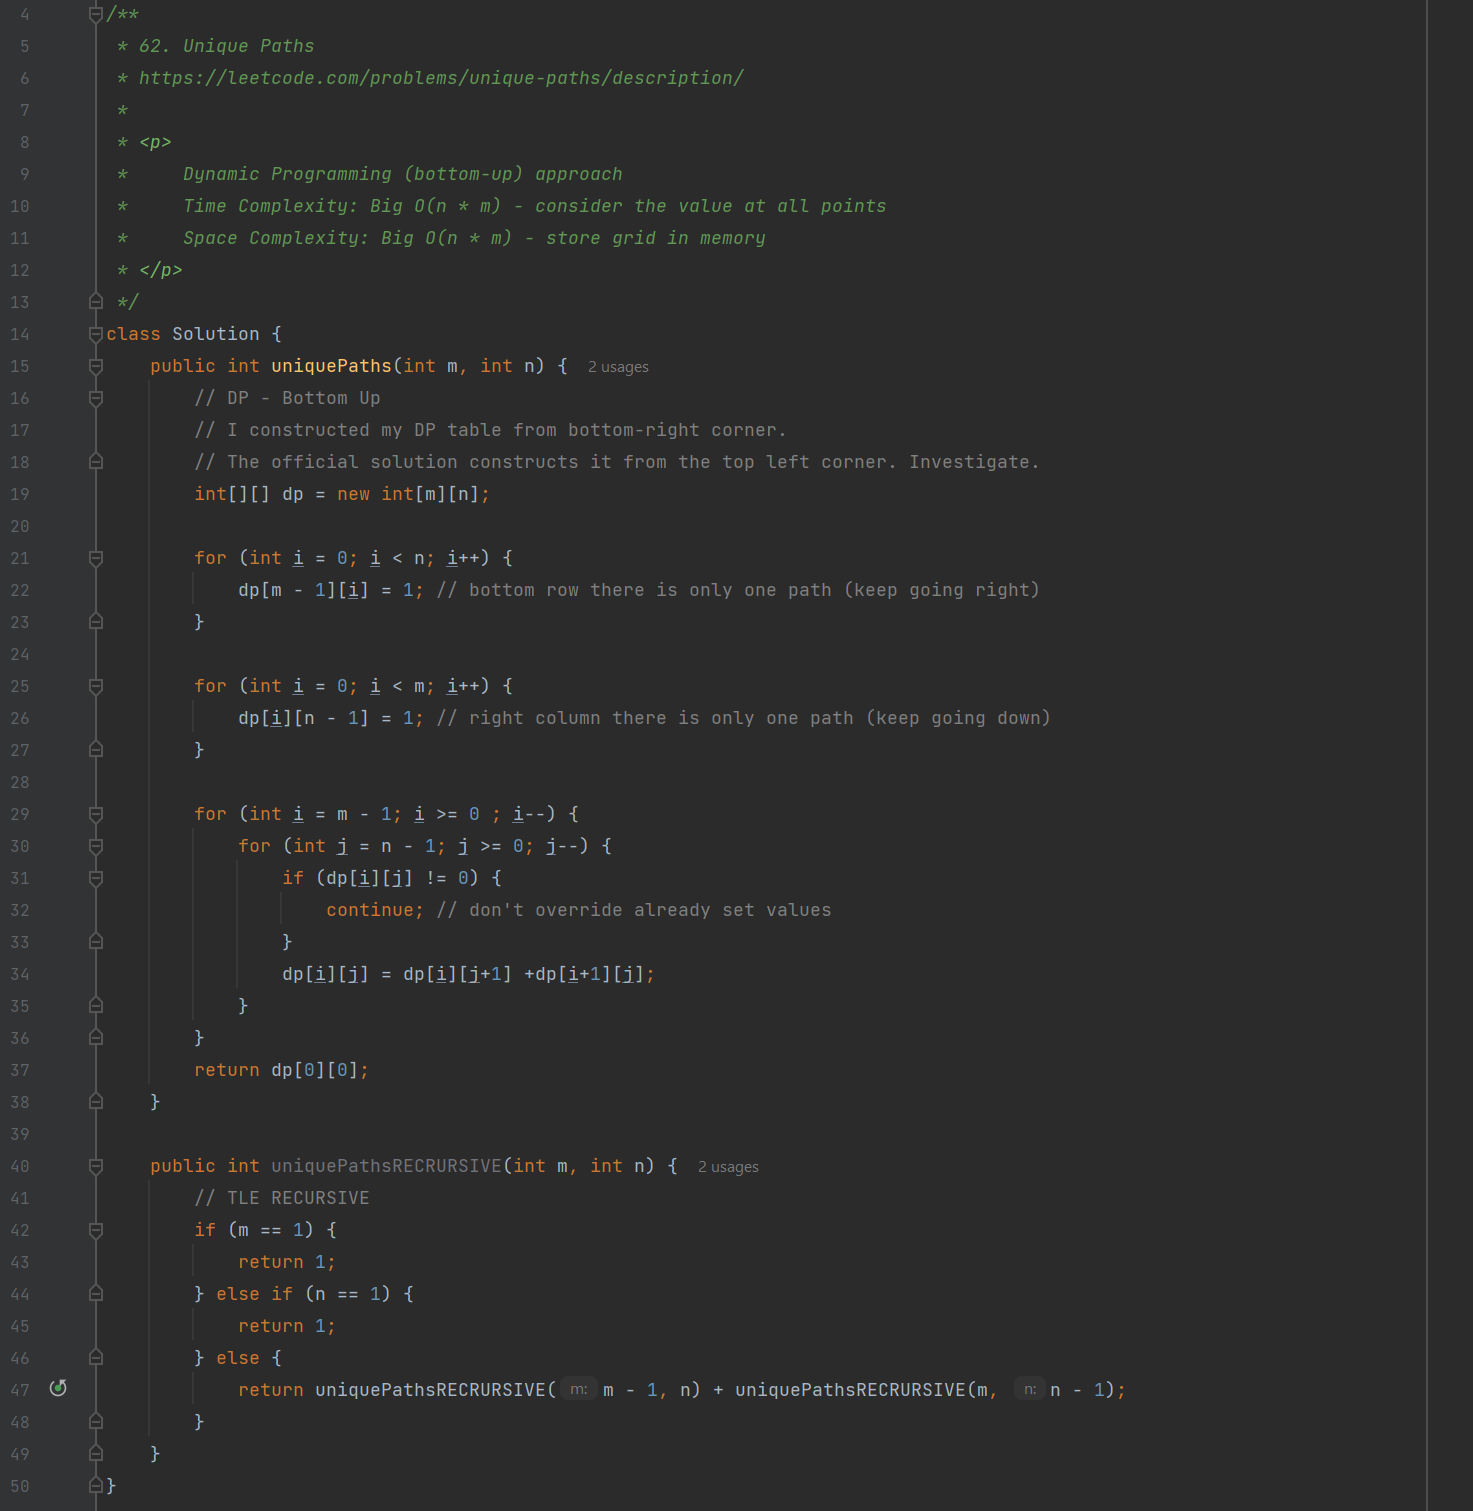 4 /**
5 * 62. Unique Paths
6 * https://leetcode.com/problems/unique-paths/description/
7 *
8 * <p>
9 *     Dynamic Programming (bottom-up) approach
10 *     Time Complexity: Big O(n * m) - consider the value at all points
11 *     Space Complexity: Big O(n * m) - store grid in memory
12 * </p>
13 */
14 class Solution {
15     public int uniquePaths(int m, int n) {  2 usages
16         // DP - Bottom Up
17         // I constructed my DP table from bottom-right corner.
18         // The official solution constructs it from the top left corner. Investigate.
19         int[][] dp = new int[m][n];
20
21         for (int i = 0; i < n; i++) {
22             dp[m - 1][i] = 1; // bottom row there is only one path (keep going right)
23         }
24
25         for (int i = 0; i < m; i++) {
26             dp[i][n - 1] = 1; // right column there is only one path (keep going down)
27         }
28
29         for (int i = m - 1; i >= 0 ; i--) {
30             for (int j = n - 1; j >= 0; j--) {
31                 if (dp[i][j] != 0) {
32                     continue; // don't override already set values
33                 }
34                 dp[i][j] = dp[i][j+1] +dp[i+1][j];
35             }
36         }
37         return dp[0][0];
38     }
39
40     public int uniquePathsRECRURSIVE(int m, int n) {  2 usages
41         // TLE RECURSIVE
42         if (m == 1) {
43             return 1;
44         } else if (n == 1) {
45             return 1;
46         } else {
47             return uniquePathsRECRURSIVE( m: m - 1, n) + uniquePathsRECRURSIVE(m, n: n - 1);
48         }
49     }
50 }